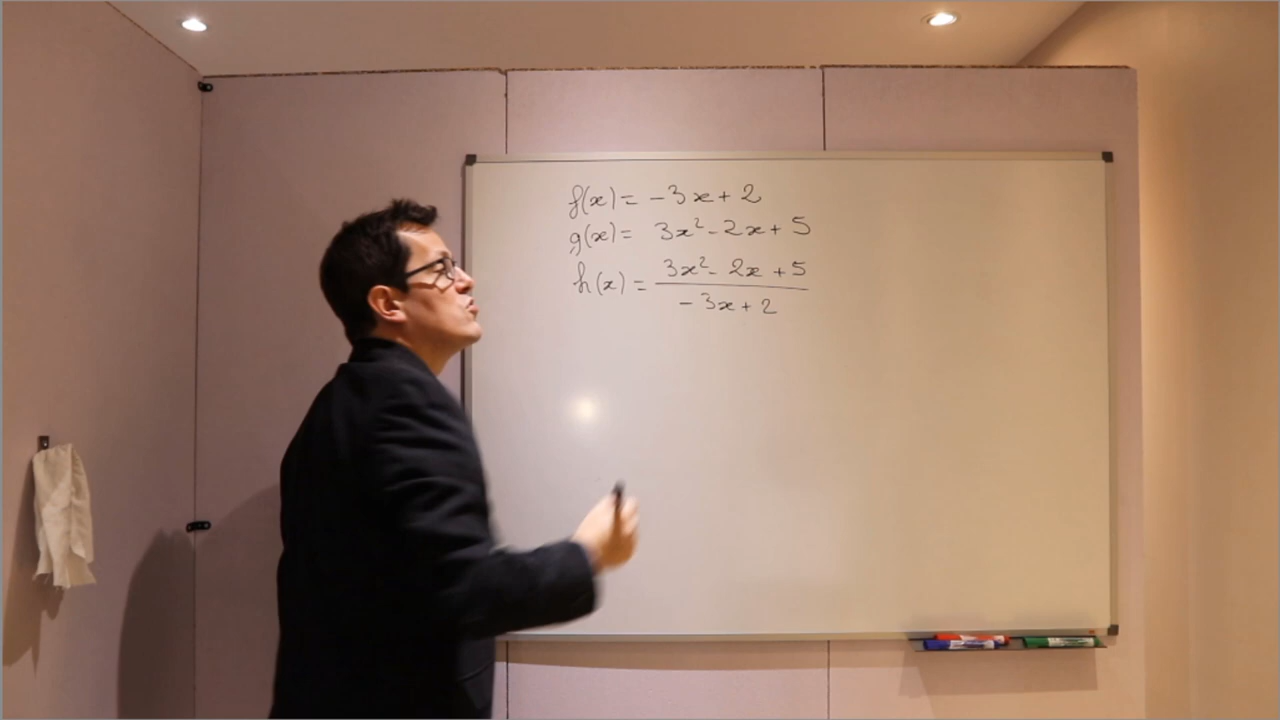 f(x) = -3x + 2
g(x) = 3x² - 2x + 5
h(x) = (3x² - 2x + 5) / (-3x + 2)